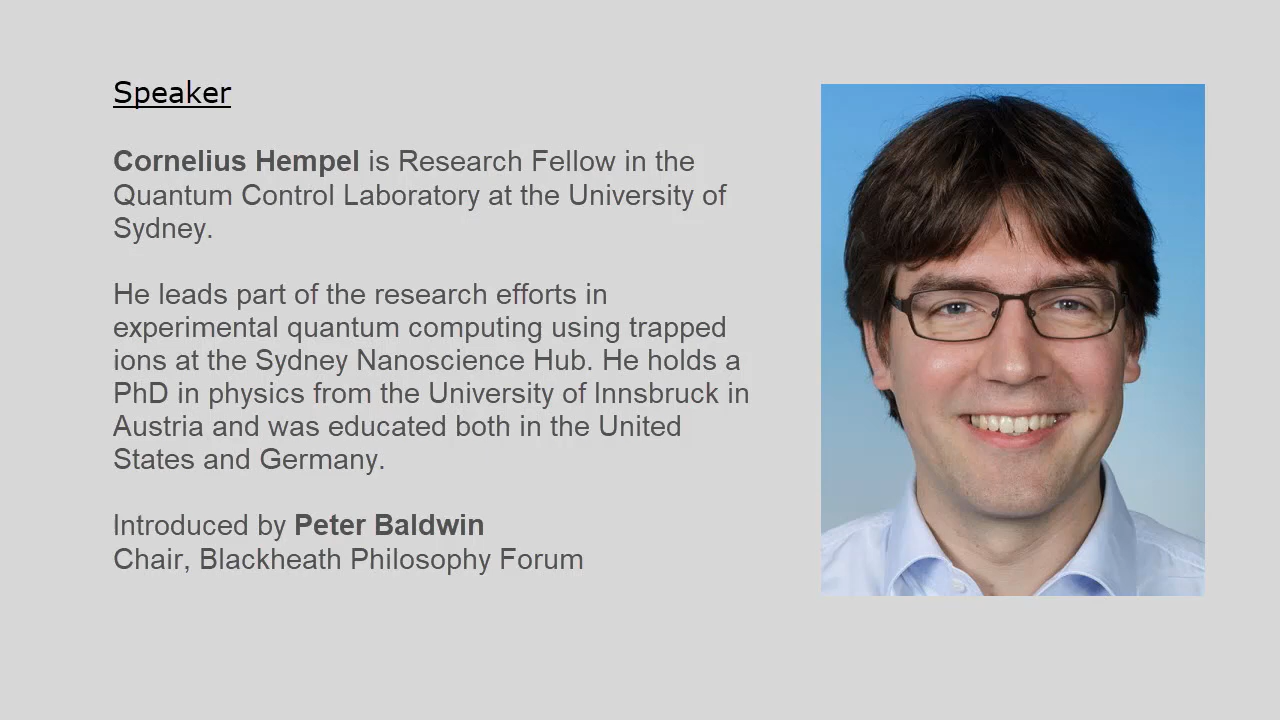 Speaker
Cornelius Hempel is Research Fellow in the
Quantum Control Laboratory at the University of
Sydney.
He leads part of the research efforts in
experimental quantum computing using trapped
ions at the Sydney Nanoscience Hub. He holds a
PhD in physics from the University of Innsbruck in
Austria and was educated both in the United
States and Germany.
Introduced by Peter Baldwin
Chair, Blackheath Philosophy Forum